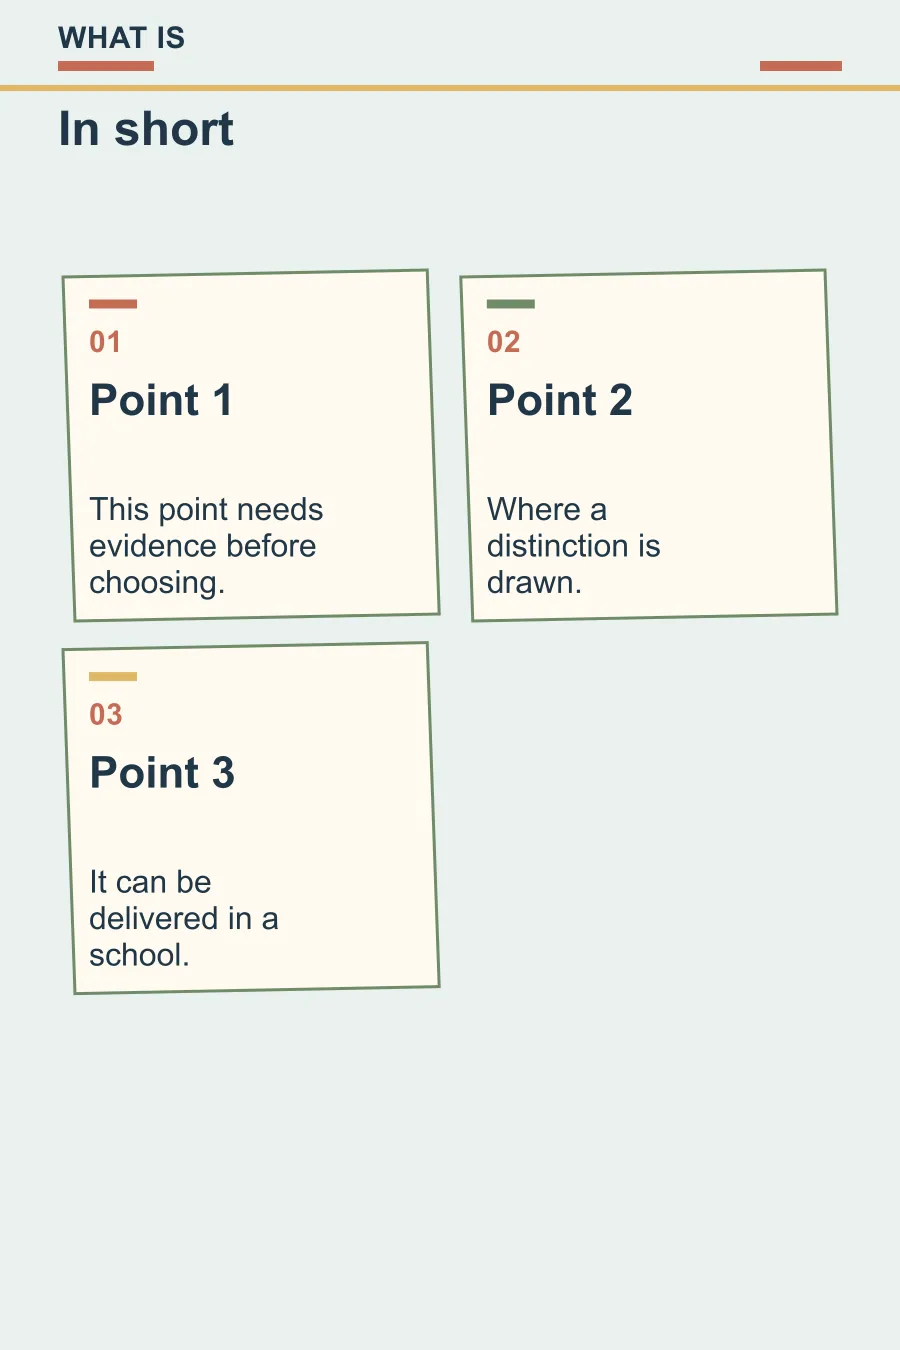 WHAT IS
In short
01
Point 1
This point needs
evidence before
choosing.
02
Point 2
Where a
distinction is
drawn.
03
Point 3
It can be
delivered in a
school.